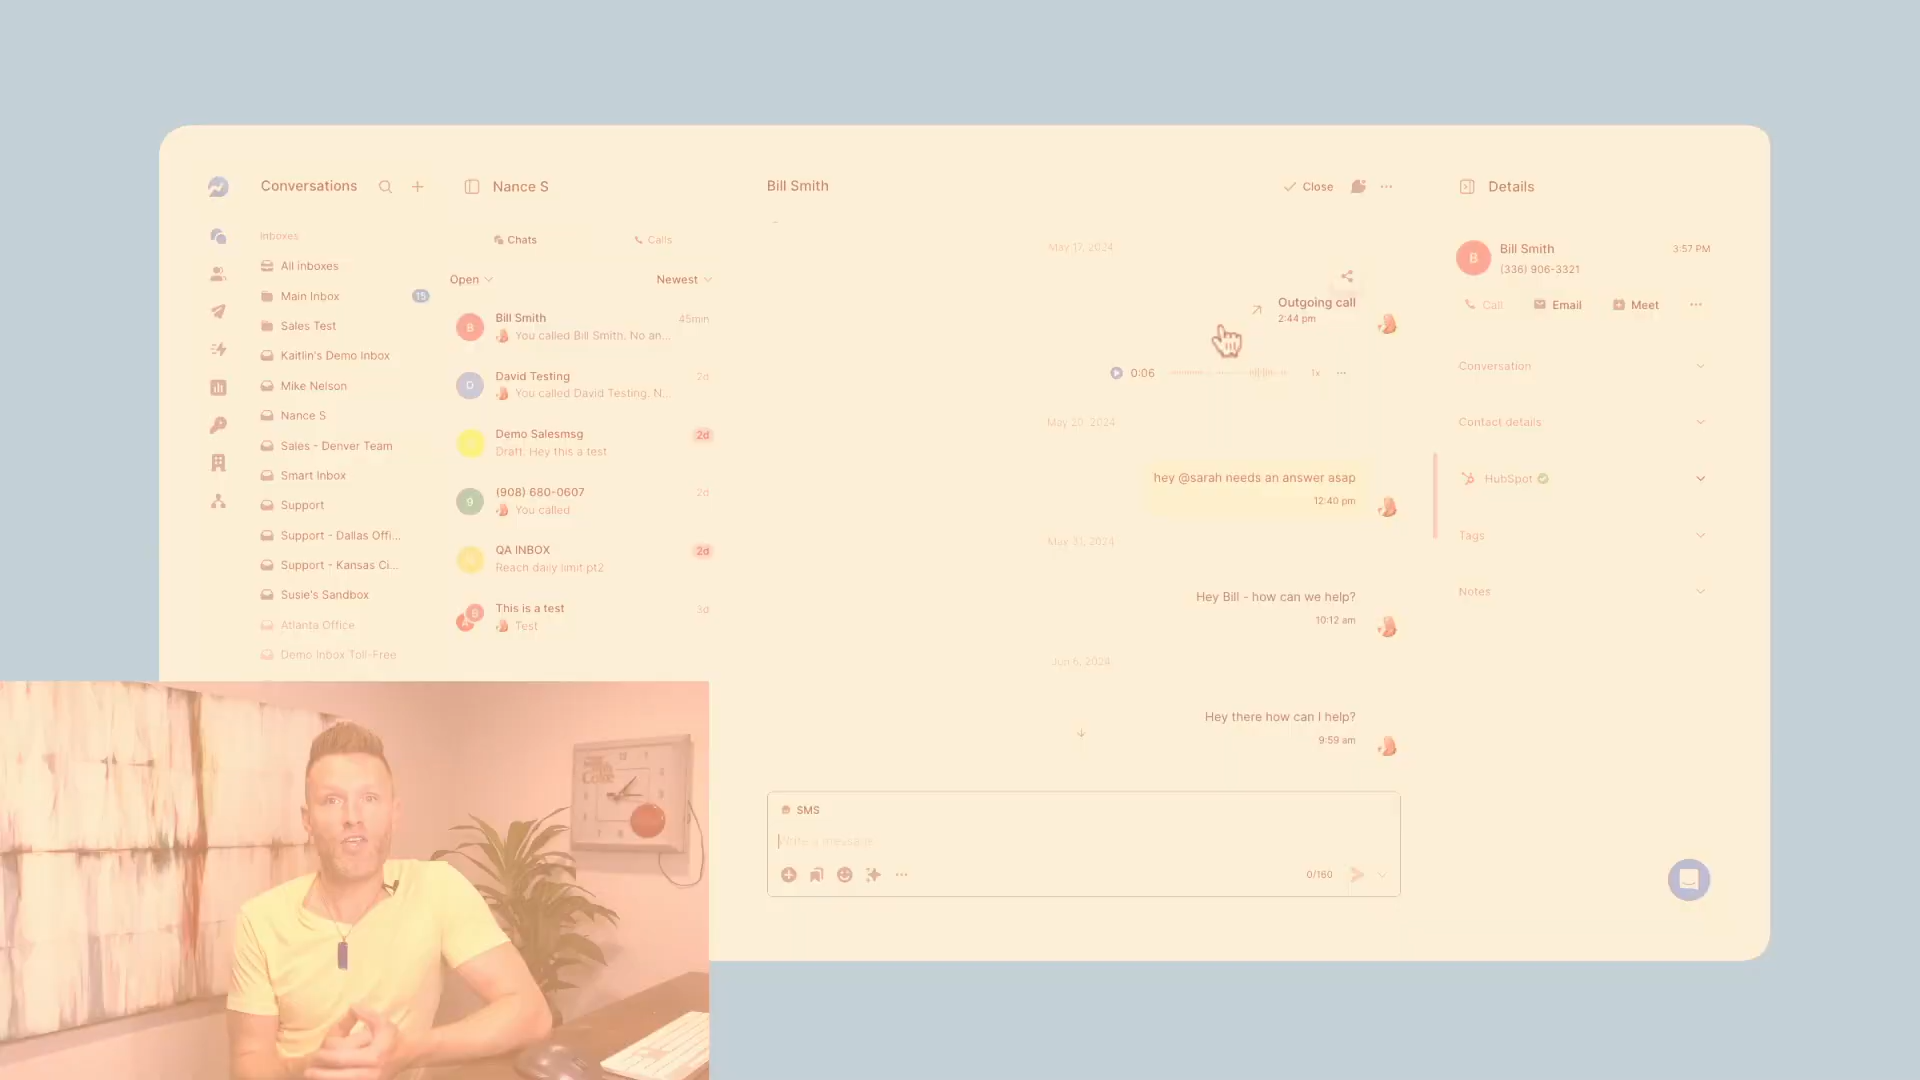 Conversations
Inboxes
All inboxes
Main Inbox
15
Sales Test
Kaitlin's Demo Inbox
Mike Nelson
Nance S
Sales - Denver Team
Smart Inbox
Support
Support - Dallas Offi...
Support - Kansas Ci...
Susie's Sandbox
Atlanta Office
Demo Inbox Toll-Free
Nance S
Chats
Calls
Open
Newest
B
Bill Smith
45min
You called Bill Smith. No an...
D
David Testing
2d
You called David Testing. N...
Demo Salesmsg
2d
Draft: Hey this a test
9
(908) 680-0607
2d
You called
QA INBOX
2d
Reach daily limit pt2
This is a test
3d
Test
Bill Smith
Close
May 17, 2024
Outgoing call
2:44 pm
0:06
1x
May 20, 2024
hey @sarah needs an answer asap
12:40 pm
May 31, 2024
Hey Bill - how can we help?
10:12 am
Jun 6, 2024
Hey there how can I help?
9:59 am
SMS
Write a message
0/160
Details
B
Bill Smith
3:57 PM
(336) 906-3321
Call
Email
Meet
Conversation
Contact details
HubSpot
Tags
Notes
Coke